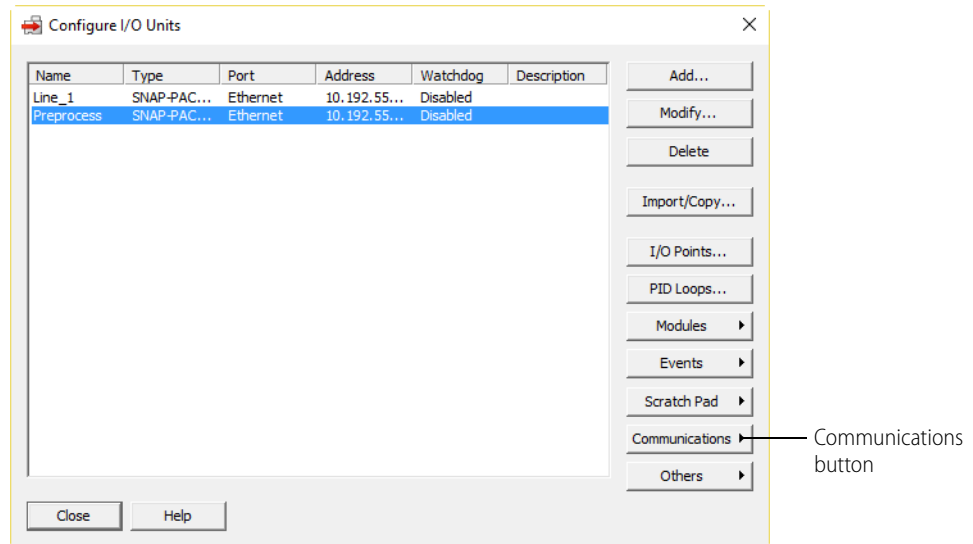 Configure I/O Units
Name Type Port Address Watchdog Description
Line_1 SNAP-PAC... Ethernet 10.192.55... Disabled
Preprocess SNAP-PAC... Ethernet 10.192.55... Disabled
Add...
Modify...
Delete
Import/Copy...
I/O Points...
PID Loops...
Modules
Events
Scratch Pad
Communications
Others
Communications
button
Close Help